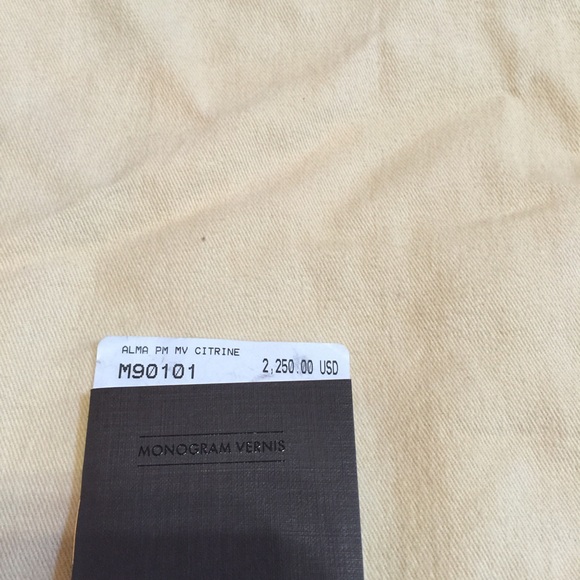 ALMA PM MV CITRINE
M90101 2,250.00 USD
MONOGRAM VERNIS